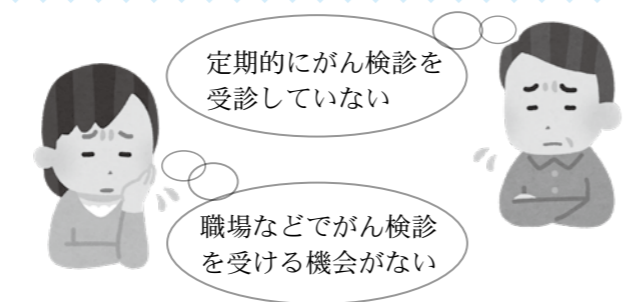 定期的にがん検診を
受診していない
職場などでがん検診
を受ける機会がない